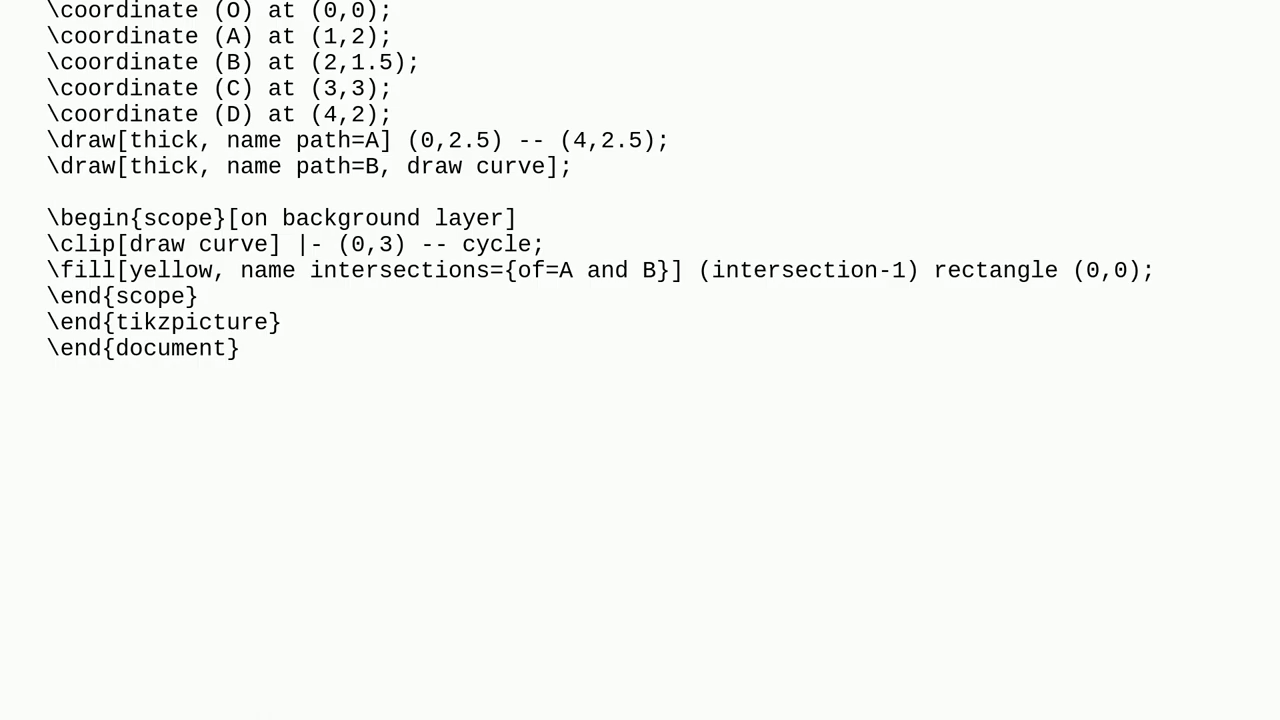 \coordinate (O) at (0,0);
\coordinate (A) at (1,2);
\coordinate (B) at (2,1.5);
\coordinate (C) at (3,3);
\coordinate (D) at (4,2);
\draw[thick, name path=A] (0,2.5) -- (4,2.5);
\draw[thick, name path=B, draw curve];
\begin{scope}[on background layer]
\clip[draw curve] |- (0,3) -- cycle;
\fill[yellow, name intersections={of=A and B}] (intersection-1) rectangle (0,0);
\end{scope}
\end{tikzpicture}
\end{document}